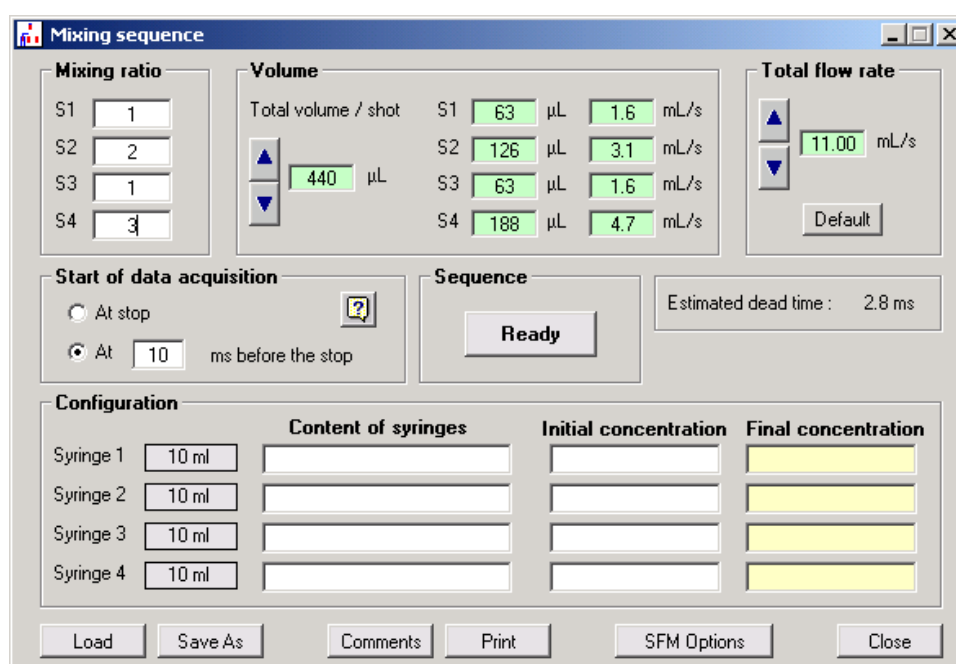 Mixing sequence
Mixing ratio
S1 1
S2 2
S3 1
S4 3
Volume
Total volume / shot
440 µL
S1 63 µL 1.6 mL/s
S2 126 µL 3.1 mL/s
S3 63 µL 1.6 mL/s
S4 188 µL 4.7 mL/s
Total flow rate
11.00 mL/s
Default
Start of data acquisition
At stop
?
At 10 ms before the stop
Sequence
Ready
Estimated dead time : 2.8 ms
Configuration
Content of syringes Initial concentration Final concentration
Syringe 1 10 ml
Syringe 2 10 ml
Syringe 3 10 ml
Syringe 4 10 ml
Load Save As Comments Print SFM Options Close